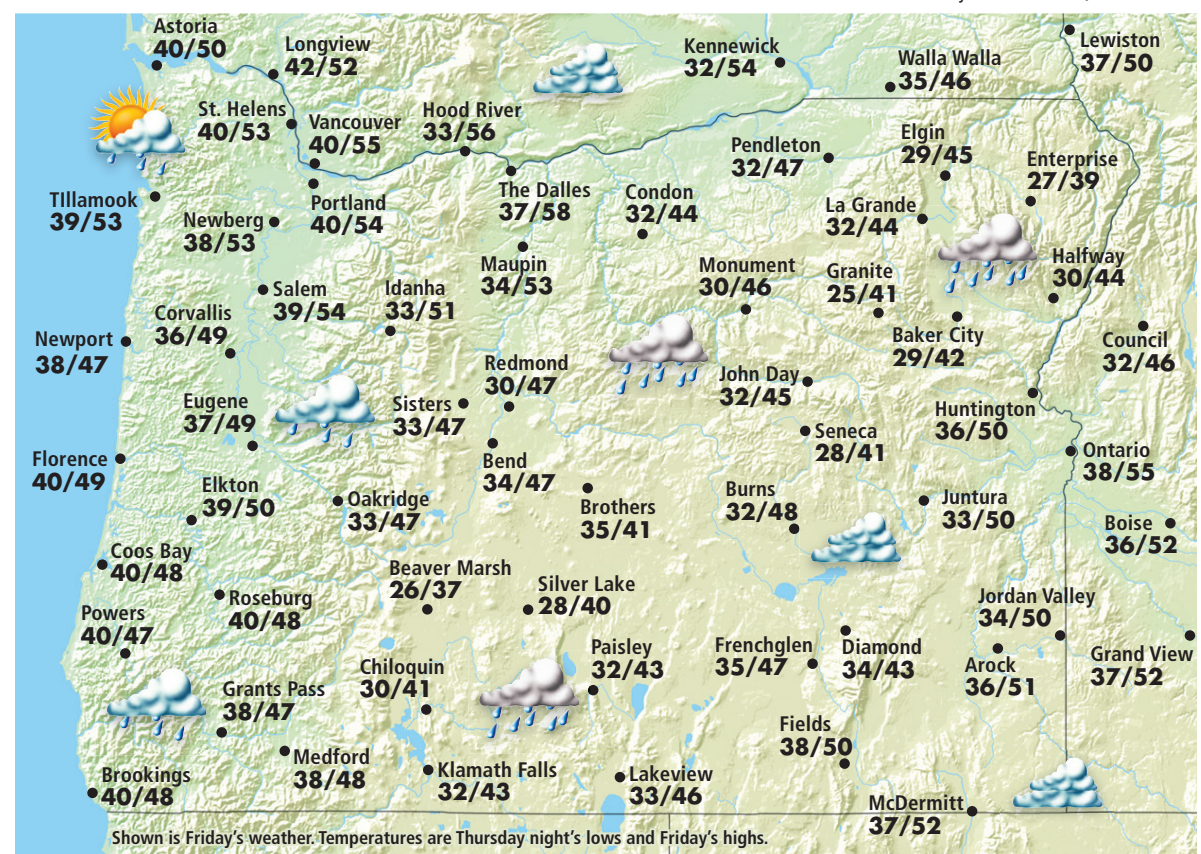 Astoria
40/50
Longview
42/52
Kennewick
32/54
Walla Walla
35/46
Lewiston
37/50
St. Helens
40/53
Vancouver
40/55
Hood River
33/56
Pendleton
32/47
Elgin
29/45
Enterprise
27/39
TIllamook
39/53
Newberg
38/53
Portland
40/54
The Dalles
37/58
Condon
32/44
La Grande
32/44
Maupin
34/53
Monument
30/46
Granite
25/41
Halfway
30/44
Salem
39/54
Idanha
33/51
Corvallis
36/49
Newport
38/47
Baker City
29/42
Council
32/46
Redmond
30/47
John Day
32/45
Eugene
37/49
Sisters
33/47
Huntington
36/50
Seneca
28/41
Florence
40/49
Bend
34/47
Ontario
38/55
Elkton
39/50
Oakridge
33/47
Brothers
35/41
Burns
32/48
Juntura
33/50
Boise
36/52
Coos Bay
40/48
Beaver Marsh
26/37
Silver Lake
28/40
Roseburg
40/48
Jordan Valley
34/50
Powers
40/47
Paisley
32/43
Frenchglen
35/47
Diamond
34/43
Arock
36/51
Grand View
37/52
Chiloquin
30/41
Grants Pass
38/47
Fields
38/50
Medford
38/48
Klamath Falls
32/43
Lakeview
33/46
Brookings
40/48
McDermitt
37/52
Shown is Friday's weather. Temperatures are Thursday night's lows and Friday's highs.